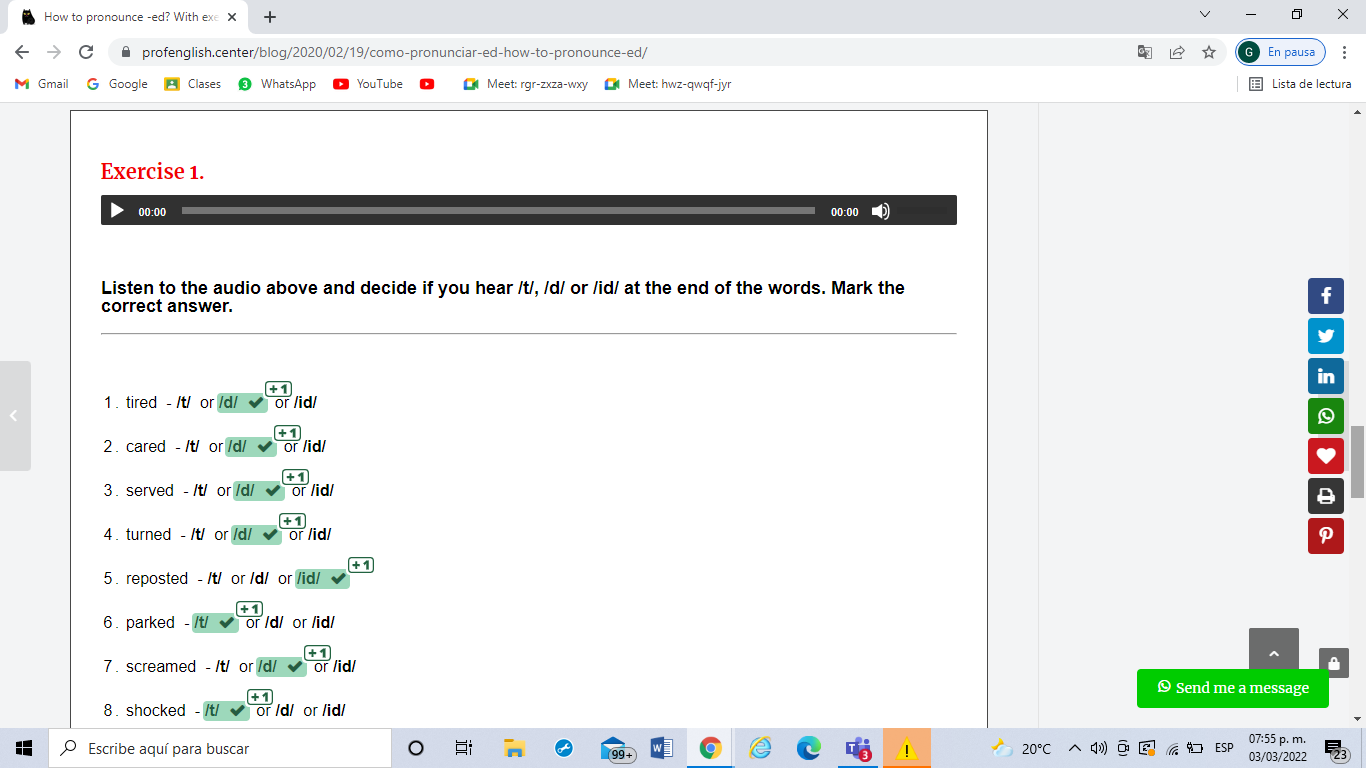 How to pronounce -ed? With exe
profenglish.center/blog/2020/02/19/como-pronunciar-ed-how-to-pronounce-ed/
G En pausa
Gmail Google Clases 3 WhatsApp YouTube Meet: rgr-zxza-wxy Meet: hwz-qwqf-jyr Lista de lectura
Exercise 1.
00:00 00:00
Listen to the audio above and decide if you hear /t/, /d/ or /id/ at the end of the words. Mark the
correct answer.
1. tired - /t/ or /d/ +1 or /id/
2. cared - /t/ or /d/ +1 or /id/
3. served - /t/ or /d/ +1 or /id/
4. turned - /t/ or /d/ +1 or /id/
5. reposted - /t/ or /d/ or /id/ +1
6. parked - /t/ +1 or /d/ or /id/
7. screamed - /t/ or /d/ +1 or /id/
8. shocked - /t/ +1 or /d/ or /id/
Send me a message
Escribe aquí para buscar
99+
3
20°C
ESP
07:55 p. m.
03/03/2022
23